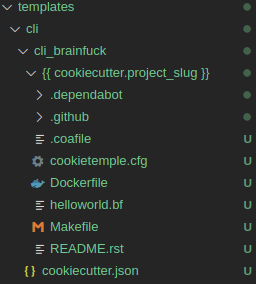 templates
cli
cli_brainfuck
{{ cookiecutter.project_slug }}
.dependabot
.github
.coafile U
cookietemple.cfg U
Dockerfile U
helloworld.bf U
Makefile U
README.rst U
{ } cookiecutter.json U